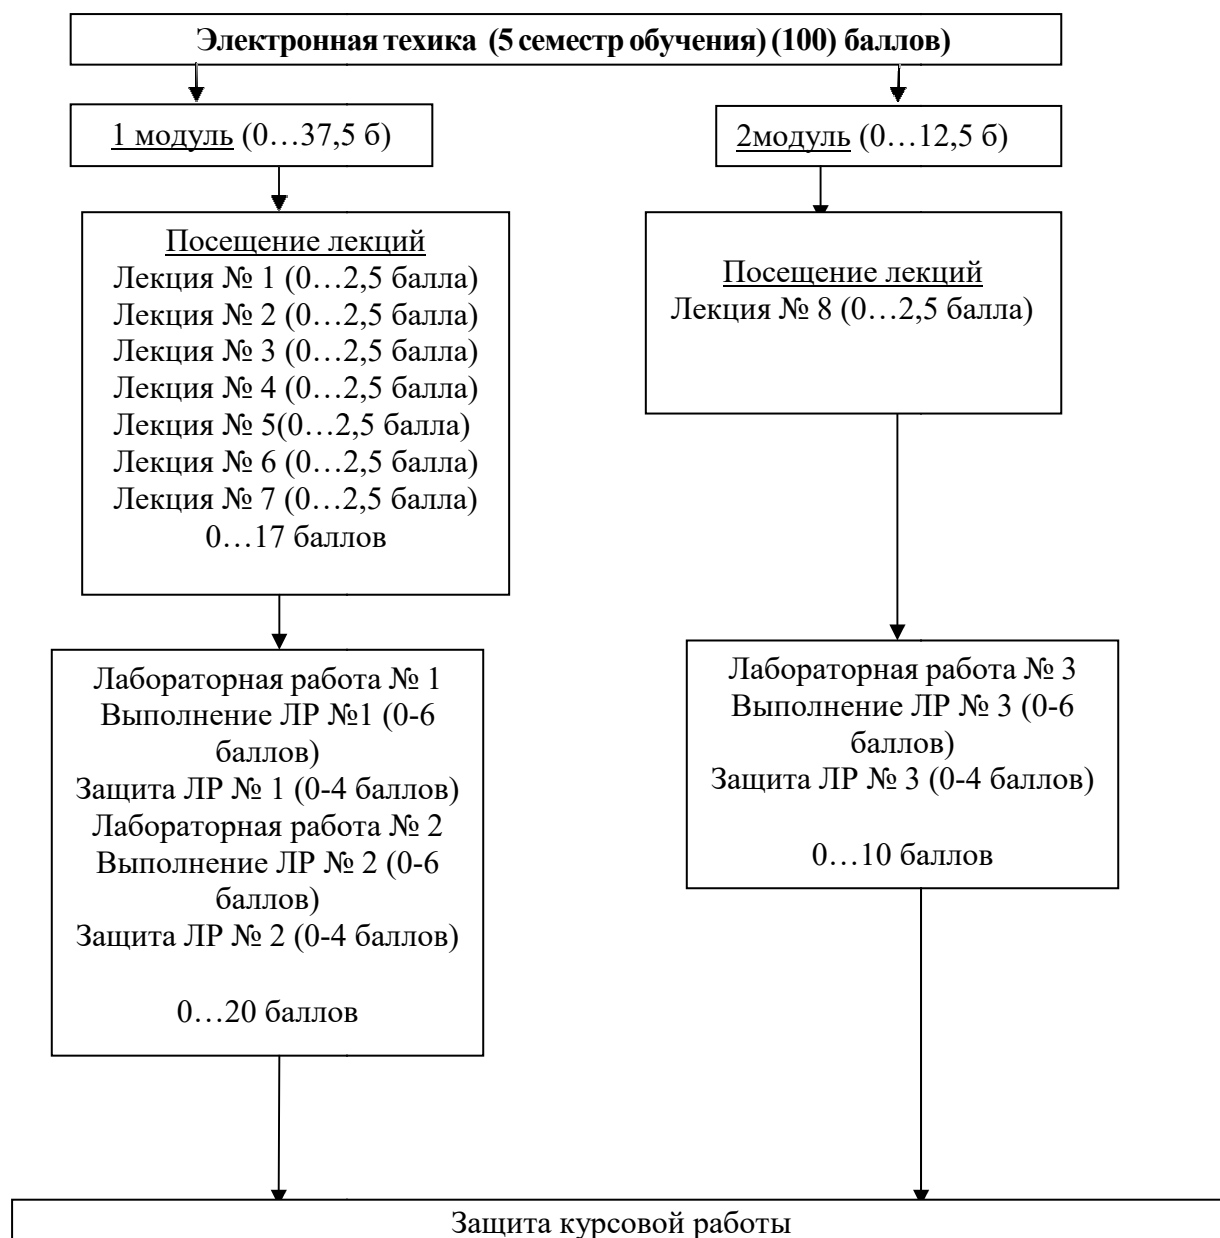 Электронная техика (5 семестр обучения) (100) баллов)
1 модуль (0…37,5 б)
2модуль (0…12,5 б)
Посещение лекций
Лекция № 1 (0…2,5 балла)
Лекция № 2 (0…2,5 балла)
Лекция № 3 (0…2,5 балла)
Лекция № 4 (0…2,5 балла)
Лекция № 5(0…2,5 балла)
Лекция № 6 (0…2,5 балла)
Лекция № 7 (0…2,5 балла)
0…17 баллов
Посещение лекций
Лекция № 8 (0…2,5 балла)
Лабораторная работа № 1
Выполнение ЛР №1 (0-6
баллов)
Защита ЛР № 1 (0-4 баллов)
Лабораторная работа № 2
Выполнение ЛР № 2 (0-6
баллов)
Защита ЛР № 2 (0-4 баллов)
0…20 баллов
Лабораторная работа № 3
Выполнение ЛР № 3 (0-6
баллов)
Защита ЛР № 3 (0-4 баллов)
0…10 баллов
Защита курсовой работы